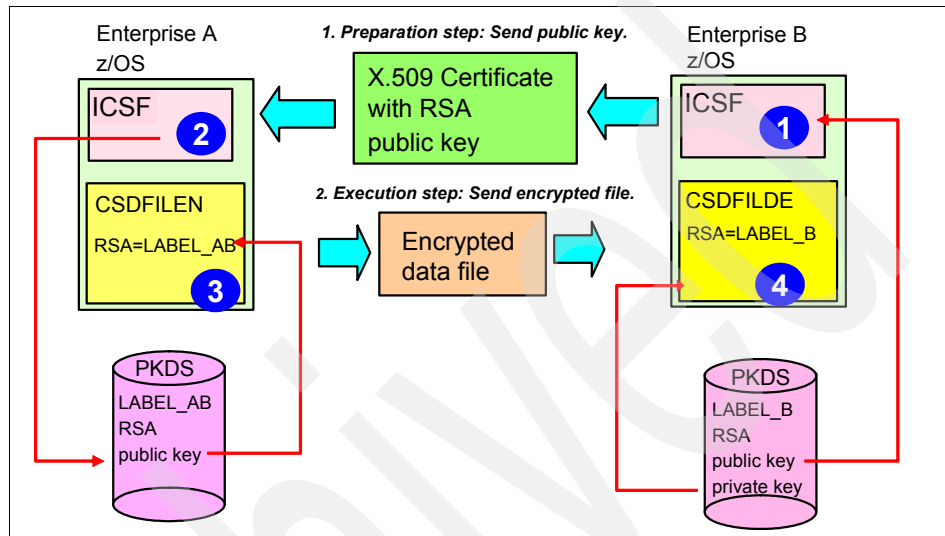 Enterprise A
z/OS
1. Preparation step: Send public key.
Enterprise B
z/OS
ICSF
2
X.509 Certificate
with RSA
public key
ICSF
1
2. Execution step: Send encrypted file.
CSDFILEN
RSA=LABEL_AB
3
Encrypted
data file
CSDFILDE
RSA=LABEL_B
4
PKDS
LABEL_AB
RSA
public key
PKDS
LABEL_B
RSA
public key
private key